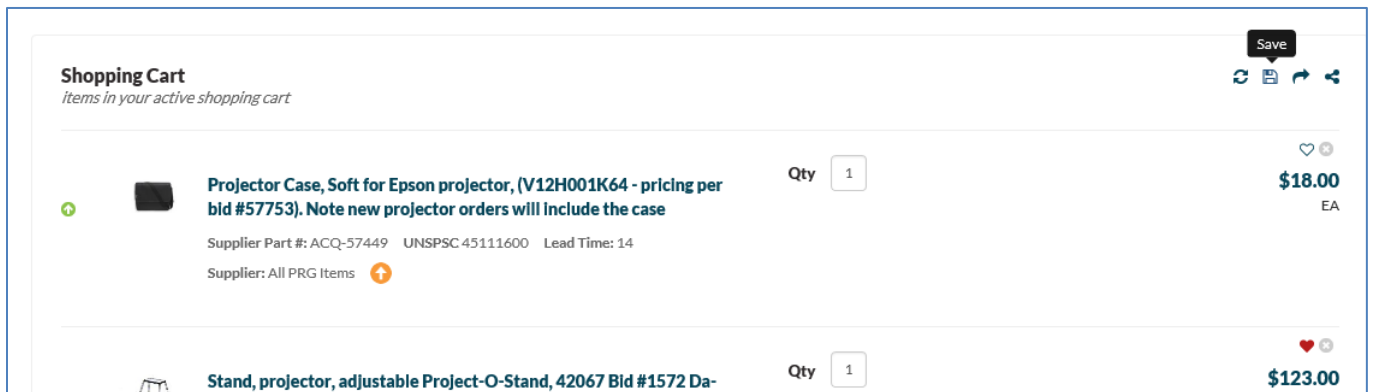 Save
Shopping Cart
items in your active shopping cart
Projector Case, Soft for Epson projector, (V12H001K64 - pricing per
bid #57753). Note new projector orders will include the case
Qty 1
$18.00
EA
Supplier Part #: ACQ-57449 UNSPSC 45111600 Lead Time: 14
Supplier: All PRG Items
Stand, projector, adjustable Project-O-Stand, 42067 Bid #1572 Da-
Qty 1
$123.00